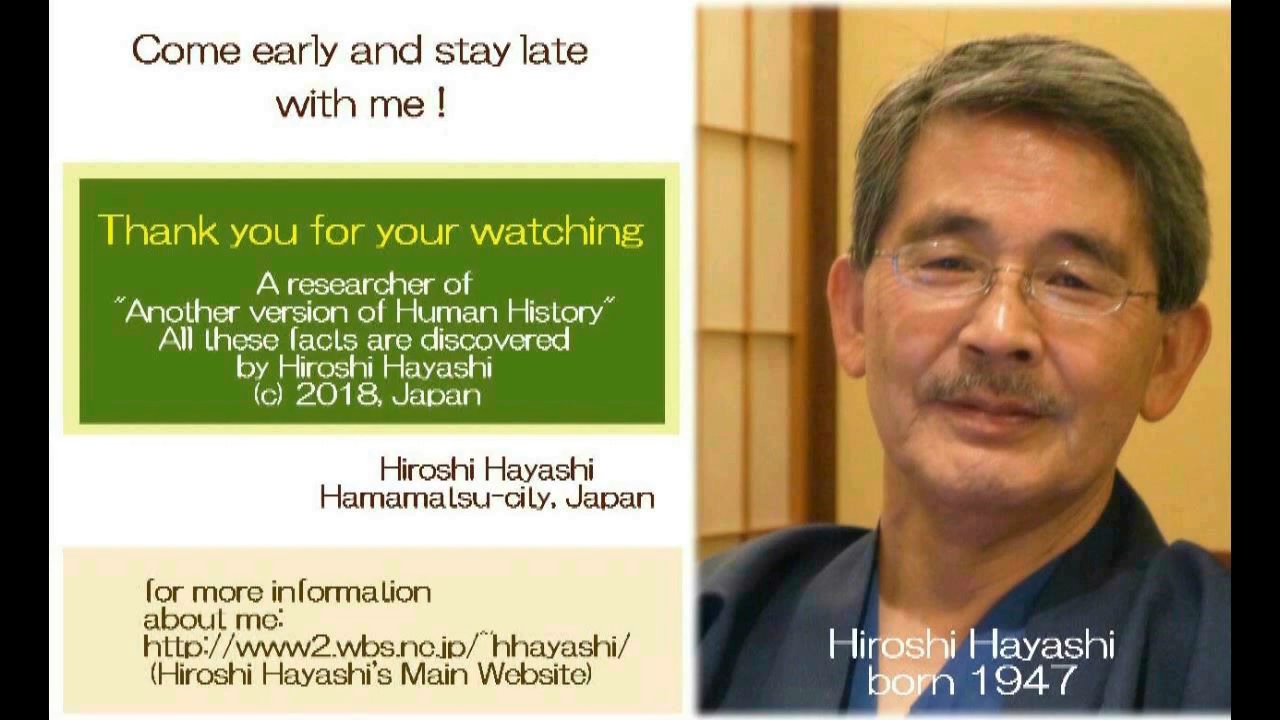 Come early and stay late
with me !
Thank you for your watching
A researcher of
"Another version of Human History"
All these facts are discovered
by Hiroshi Hayashi
(c) 2018, Japan
Hiroshi Hayashi
Hamamatsu-city, Japan
for more information
about me:
http://www2.wbs.ne.jp/~hhayashi/
(Hiroshi Hayashi's Main Website)
Hiroshi Hayashi
born 1947